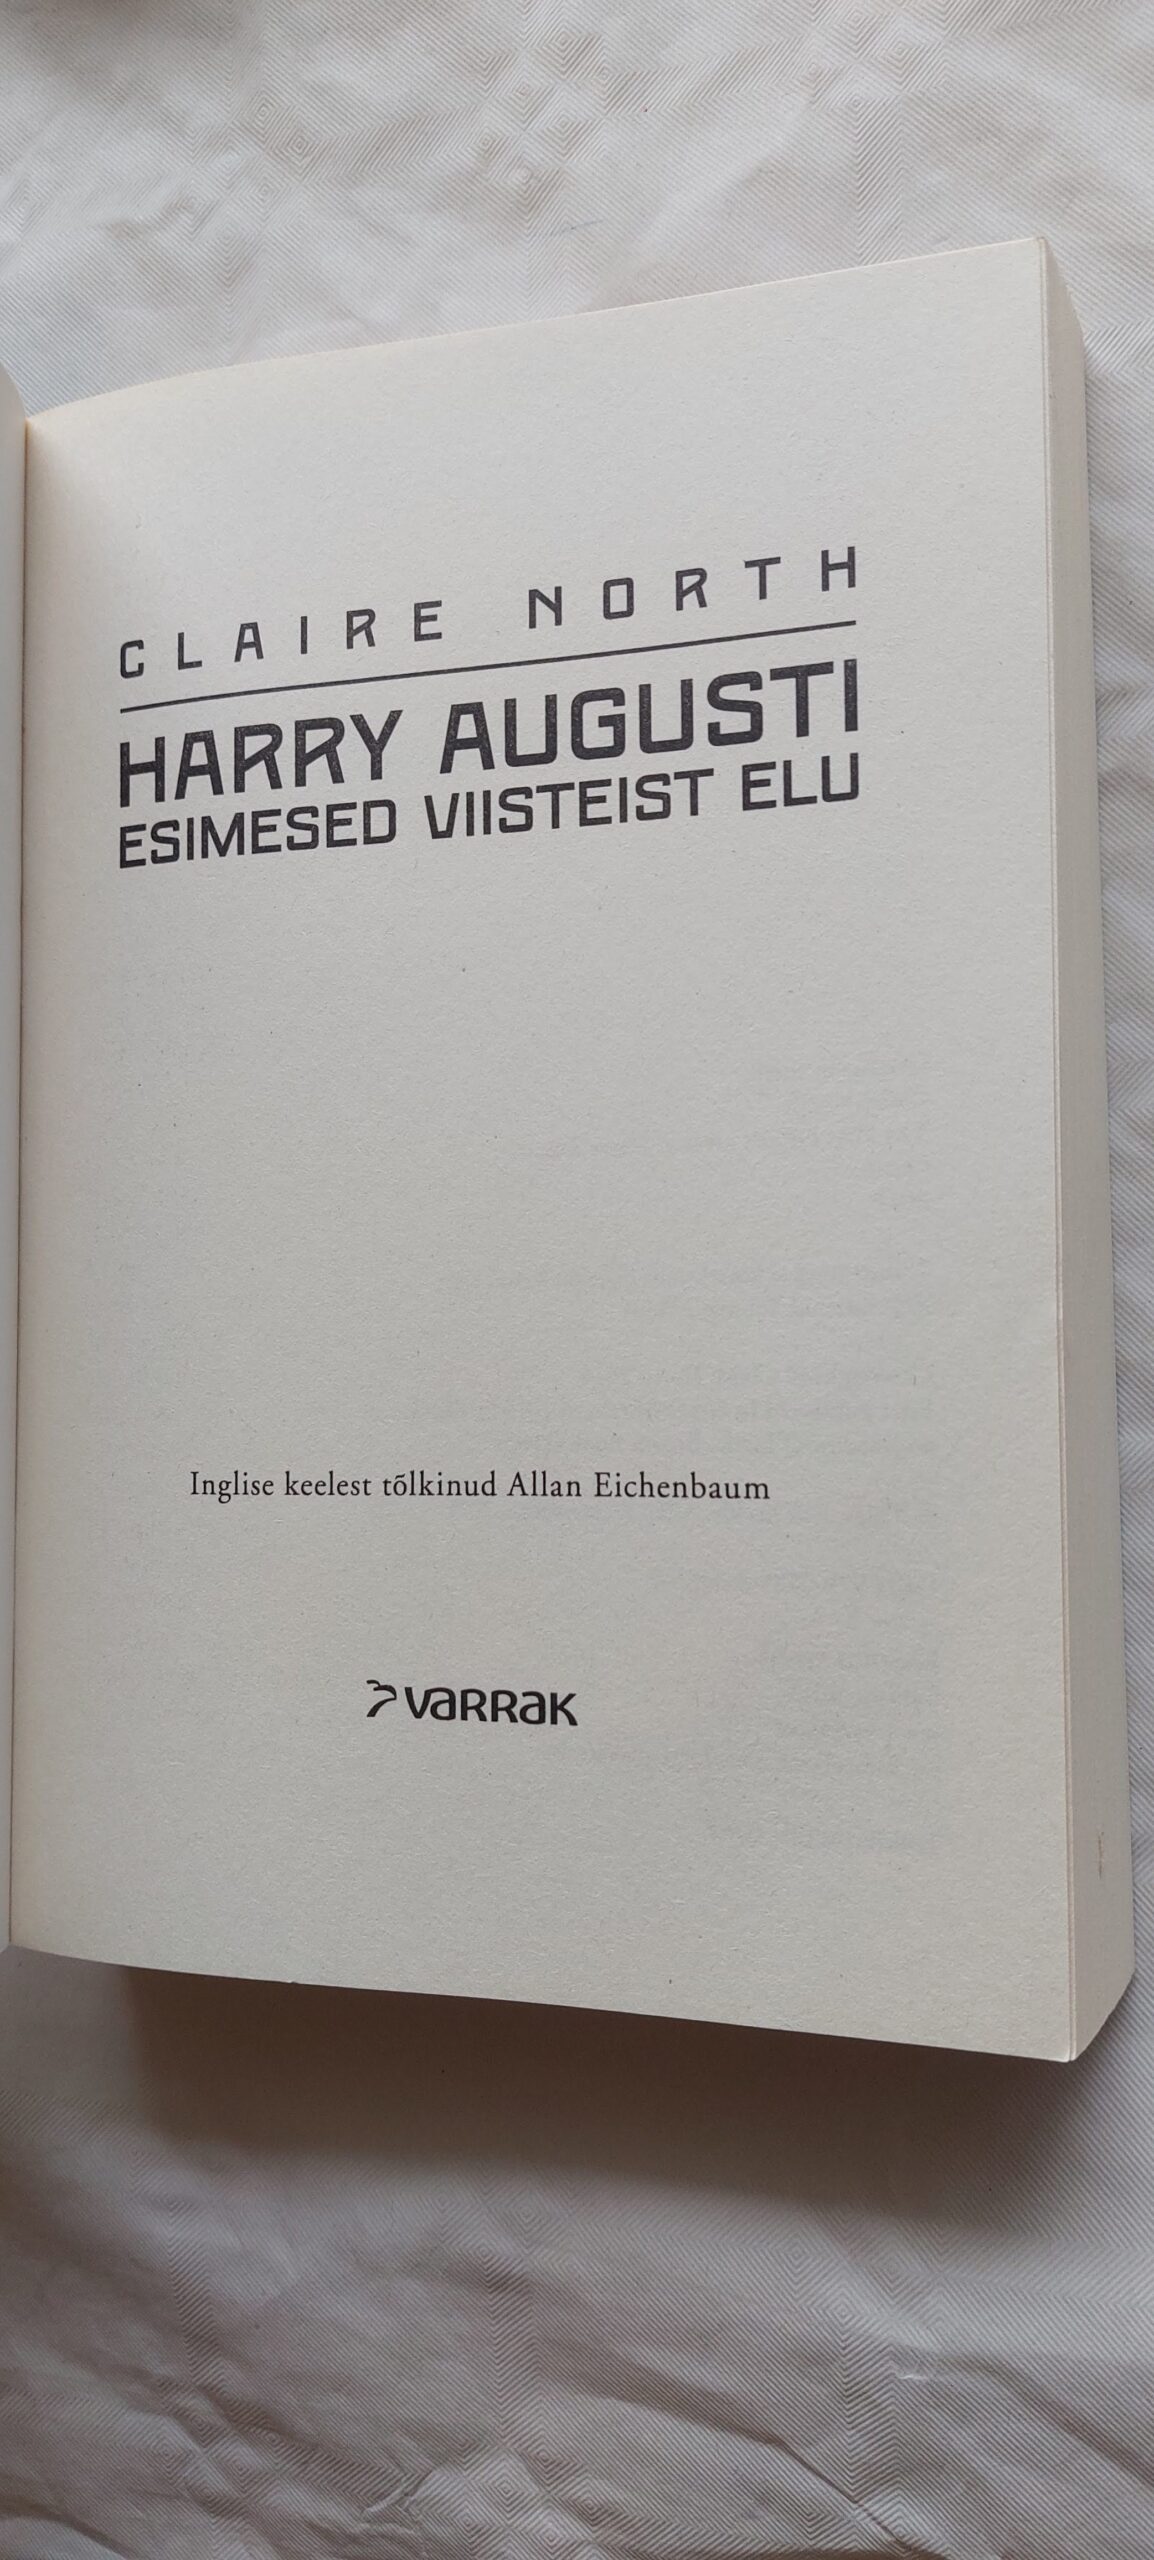 CLAIRE NORTH
HARRY AUGUSTI
ESIMESED VIISTEIST ELU
Inglise keelest tõlkinud Allan Eichenbaum
varrak